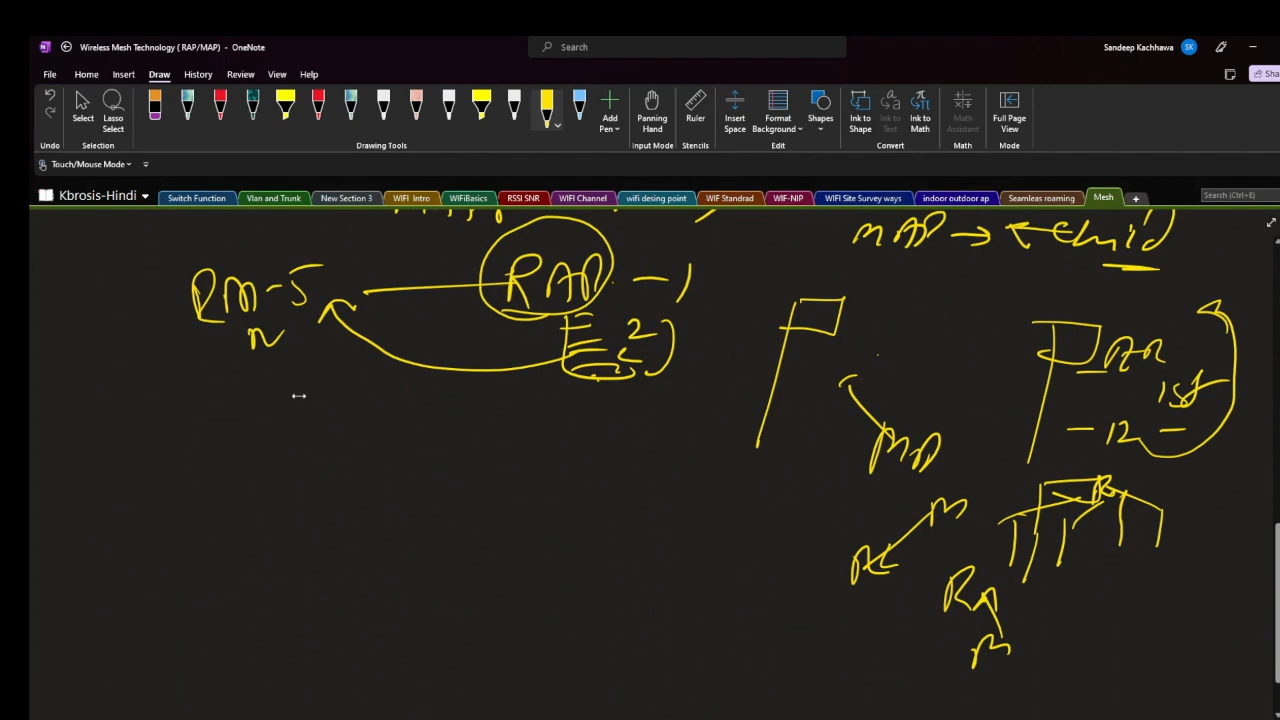 Wireless Mesh Technology ( RAP/MAP) - OneNote
Search
Sandeep Kachhawa SK
File Home Insert Draw History Review View Help
Sha
Select
Lasso Select
Add Pen
Panning Hand
Ruler
Insert Space
Format Background
Shapes
Ink to Shape
Ink to Text
Ink to Math
Math Assistant
Full Page View
Undo Selection Drawing Tools Input Mode Stencils Edit Convert Math Mode
Touch/Mouse Mode
Kbrosis-Hindi
Switch Function Vlan and Trunk New Section 3 WIFI Intro WIFiBasics RSSI SNR WIFI Channel wifi desing point WIF Standrad WIF-NIP WIFI Site Survey ways indoor outdoor ap Seamleas roaming Mesh
Search (Ctrl+E)
MAP → ← Child
RM-5 RAP - 1
n
E 2
- 12 -
M